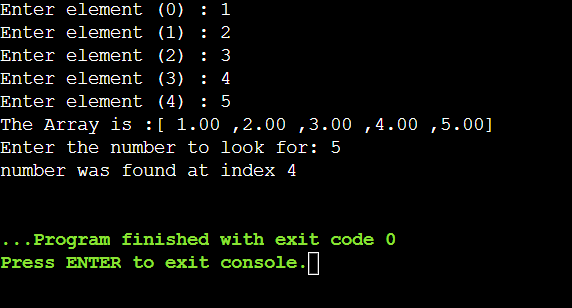 Enter element (0) : 1
Enter element (1) : 2
Enter element (2) : 3
Enter element (3) : 4
Enter element (4) : 5
The Array is :[ 1.00 ,2.00 ,3.00 ,4.00 ,5.00]
Enter the number to look for: 5
number was found at index 4
...Program finished with exit code 0
Press ENTER to exit console.